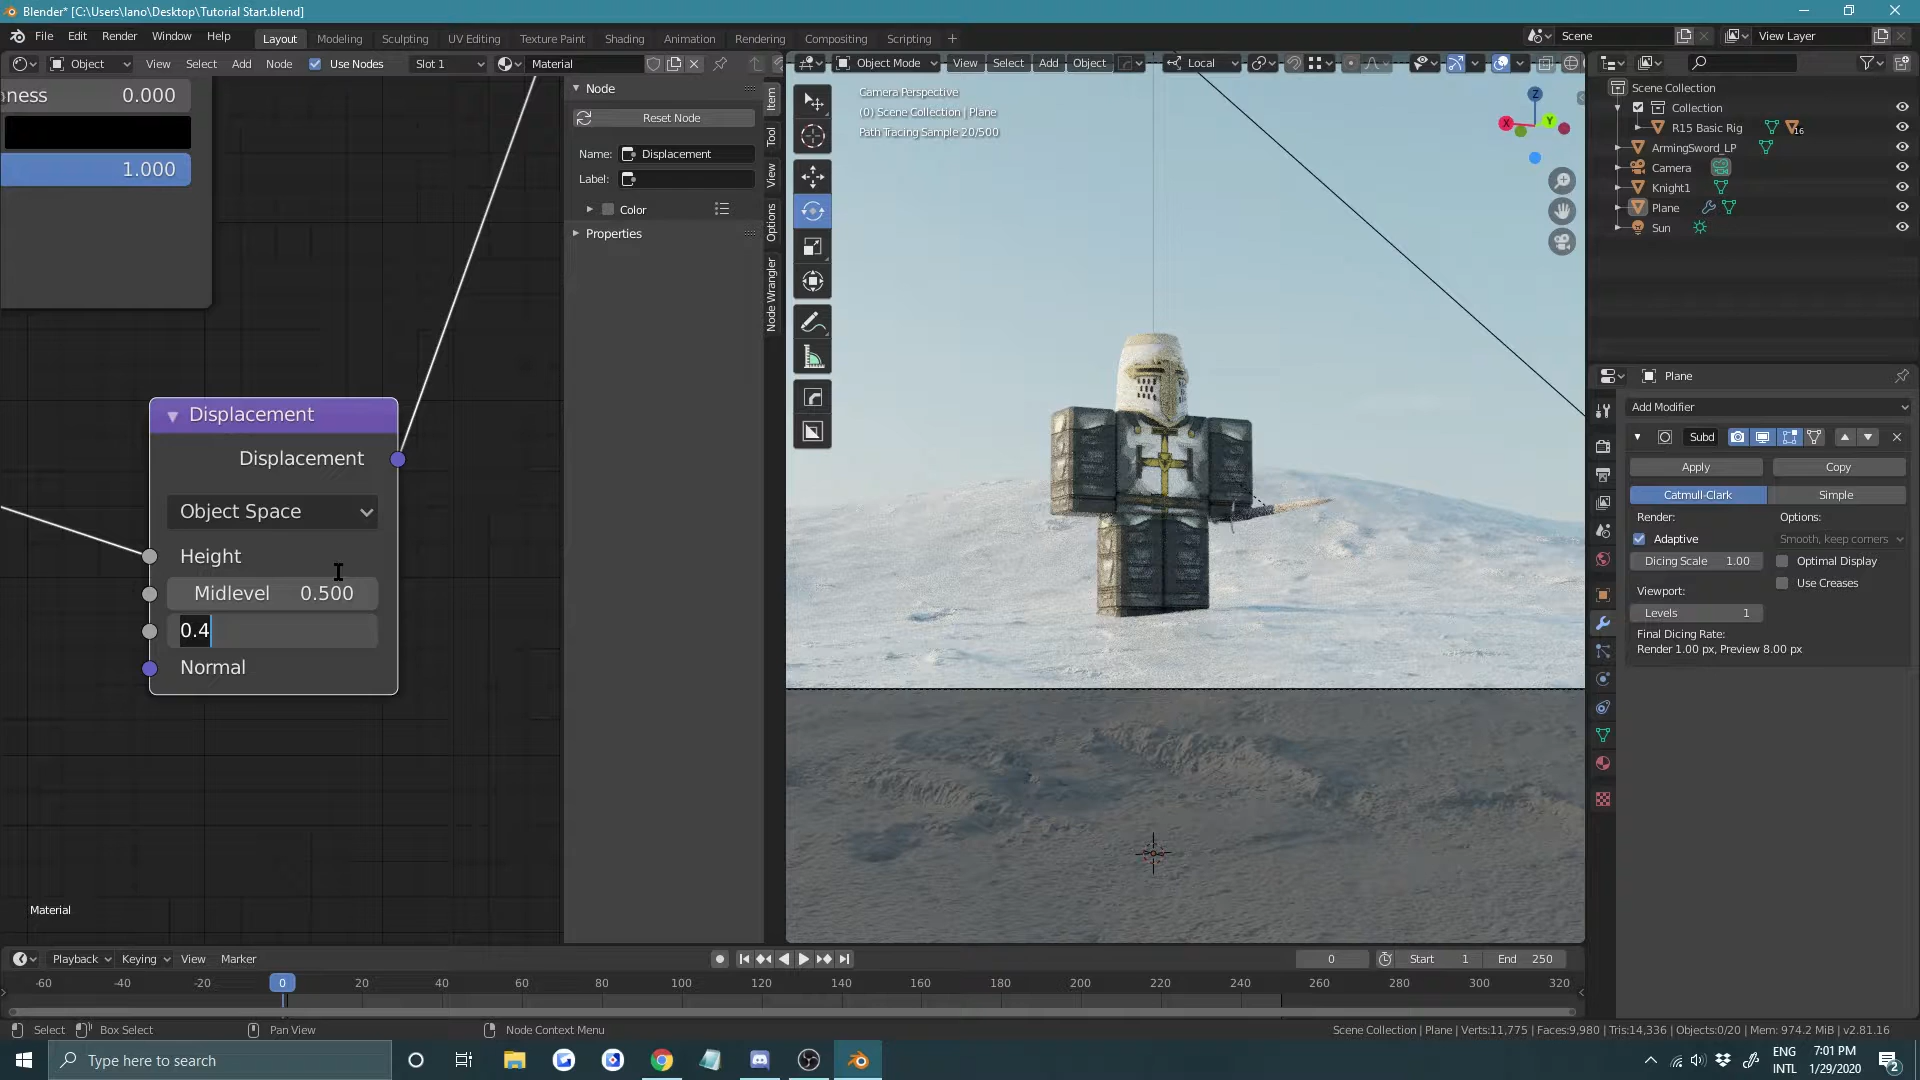 Blender* [C:\Users\Iano\Desktop\Tutorial Start.blend]
File Edit Render Window Help Layout Modeling Sculpting UV Editing Texture Paint Shading Animation Rendering Compositing Scripting + Scene View Layer
Object View Select Add Node Use Nodes Slot 1 Material
Object Mode View Select Add Object Local
ness 0.000
1.000
Node
Reset Node
Name: Displacement
Label:
Color
Properties
Item
Tool
View
Options
Node Wrangler
Displacement
Displacement
Object Space
Height
Midlevel 0.500
0.4
Normal
Material
Camera Perspective
(0) Scene Collection | Plane
Path Tracing Sample 20/500
Z
X
Y
Scene Collection
Collection
R15 Basic Rig 16
ArmingSword_LP
Camera
Knight1
Plane
Sun
Plane
Add Modifier
Subd
Apply Copy
Catmull-Clark Simple
Render: Options:
Adaptive Smooth, keep corners
Dicing Scale 1.00 Optimal Display
Use Creases
Viewport:
Levels 1
Final Dicing Rate:
Render 1.00 px, Preview 8.00 px
Playback Keying View Marker 0 Start 1 End 250
-60 -40 -20 0 20 40 60 80 100 120 140 160 180 200 220 240 260 280 300 320
Select Box Select Pan View Node Context Menu Scene Collection | Plane | Verts:11,775 | Faces:9,980 | Tris:14,336 | Objects:0/20 | Mem: 974.2 MiB | v2.81.16
Type here to search
ENG
INTL
7:01 PM
1/29/2020
2